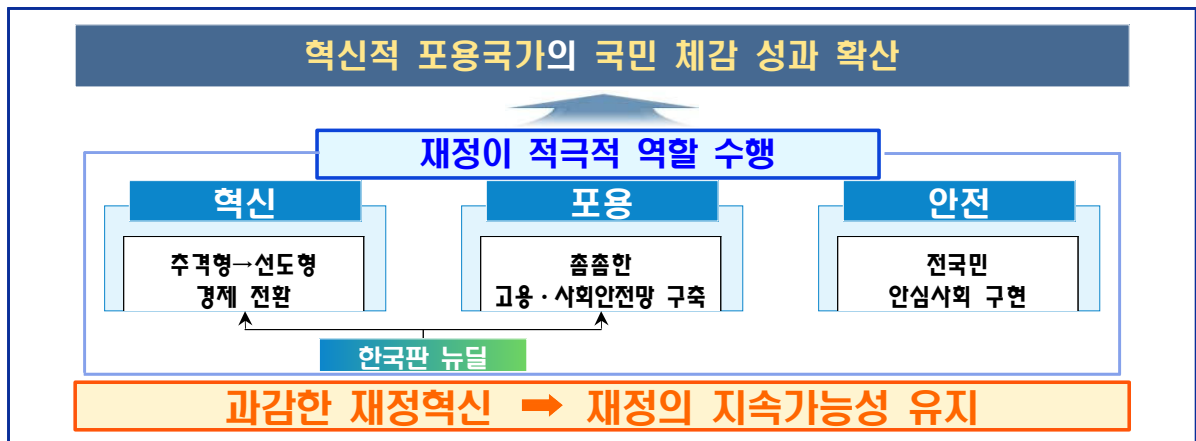 혁신적 포용국가의 국민 체감 성과 확산
재정이 적극적 역할 수행
혁신
추격형→선도형
경제 전환
포용
촘촘한
고용·사회안전망 구축
안전
전국민
안심사회 구현
한국판 뉴딜
과감한 재정혁신 ➡ 재정의 지속가능성 유지